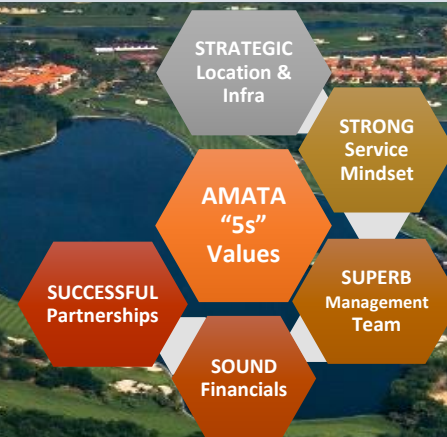 STRATEGIC
Location &
Infra
STRONG
Service
Mindset
AMATA
“5s”
Values
SUPERB
Management
Team
SUCCESSFUL
Partnerships
SOUND
Financials